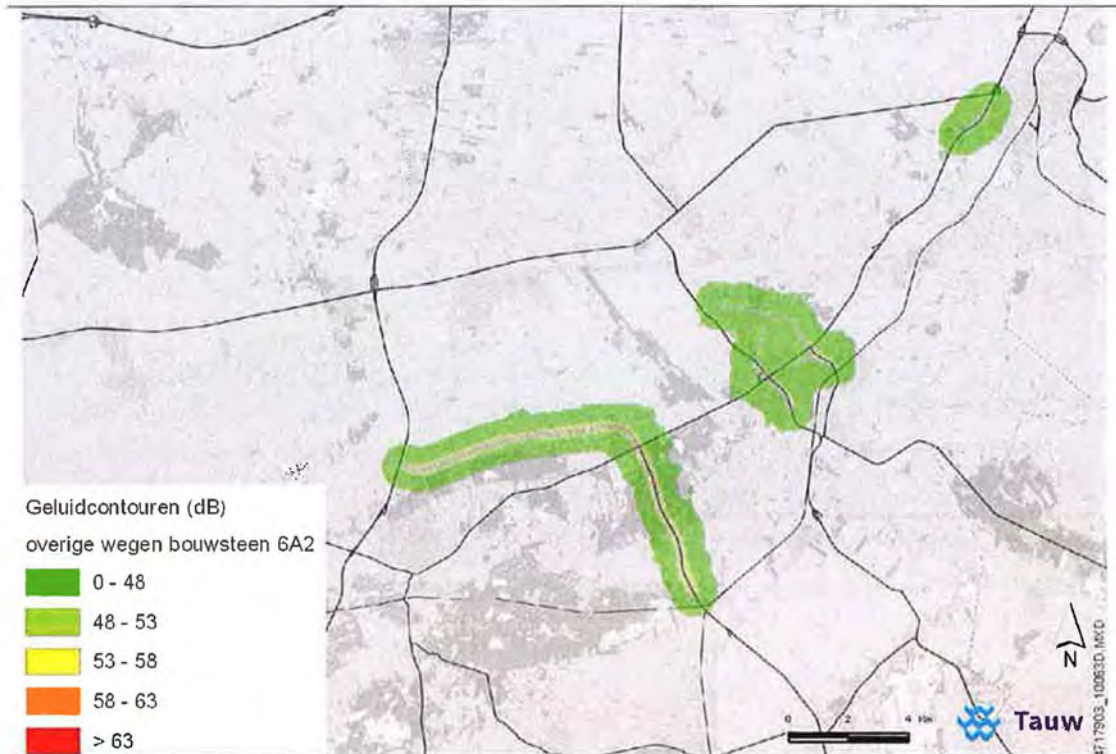 Geluidcontouren (dB)
overige wegen bouwsteen 6A2
0 - 48
48 - 53
53 - 58
58 - 63
> 63
N
0 2 4 Km
Tauw